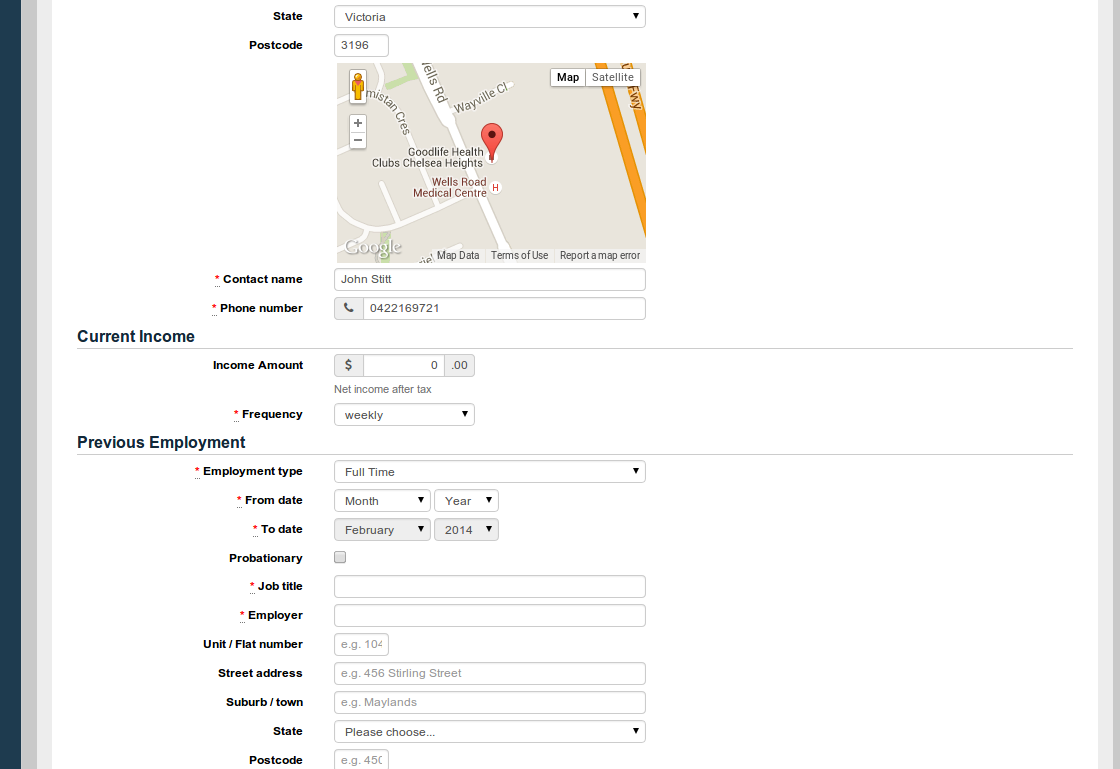 State Victoria
Postcode 3196
Map Satellite
Wells Rd
Wayville Cl
mistan Cres
Fwy
Goodlife Health
Clubs Chelsea Heights
Wells Road
Medical Centre H
Google Map Data Terms of Use Report a map error
* Contact name John Stitt
* Phone number 0422169721
Current Income
Income Amount $ 0 .00
Net income after tax
* Frequency weekly
Previous Employment
* Employment type Full Time
* From date Month Year
* To date February 2014
Probationary
* Job title
* Employer
Unit / Flat number e.g. 104
Street address e.g. 456 Stirling Street
Suburb / town e.g. Maylands
State Please choose...
Postcode e.g. 450